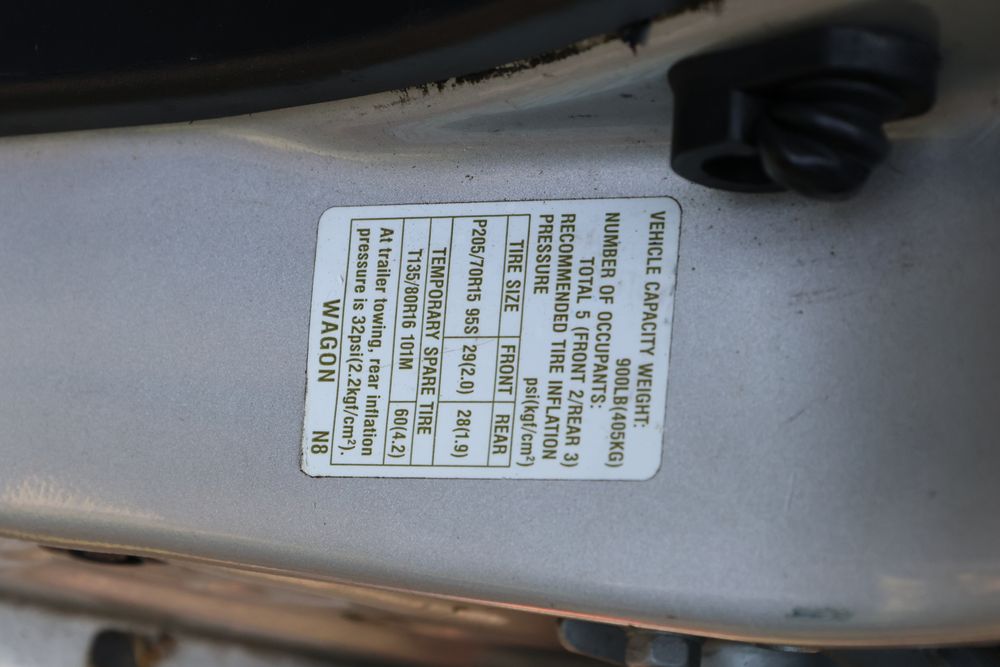 VEHICLE CAPACITY WEIGHT:
900LB(405KG)
NUMBER OF OCCUPANTS:
TOTAL 5 (FRONT 2/REAR 3)
RECOMMENDED TIRE INFLATION
PRESSURE psi(kgf/cm²)
TIRE SIZE FRONT REAR
P205/70R15 95S 29(2.0) 28(1.9)
TEMPORARY SPARE TIRE
T135/80R16 101M 60(4.2)
At trailer towing, rear inflation
pressure is 32psi(2.2kgf/cm²).
WAGON N8